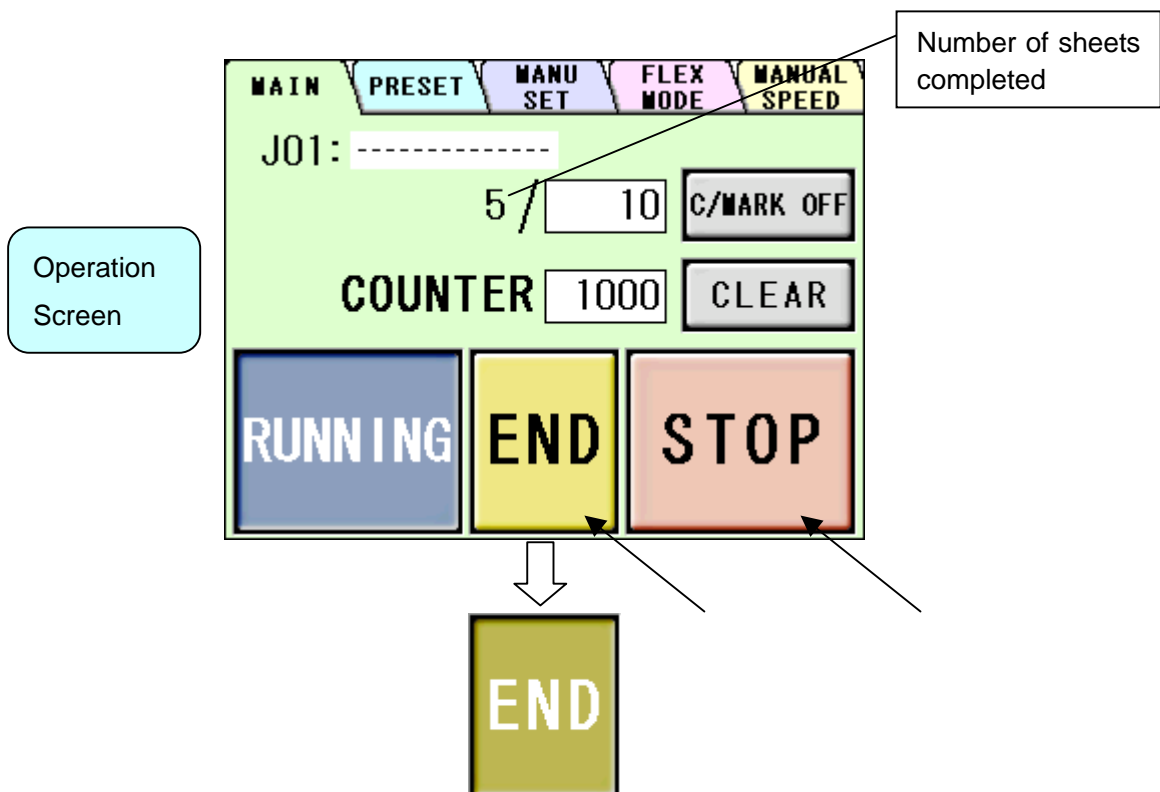 Number of sheets
completed
MAIN PRESET MANU SET FLEX MODE MANUAL SPEED
J01: --------------
5/ 10 C/MARK OFF
Operation
Screen
COUNTER 1000 CLEAR
RUNNING END STOP
END